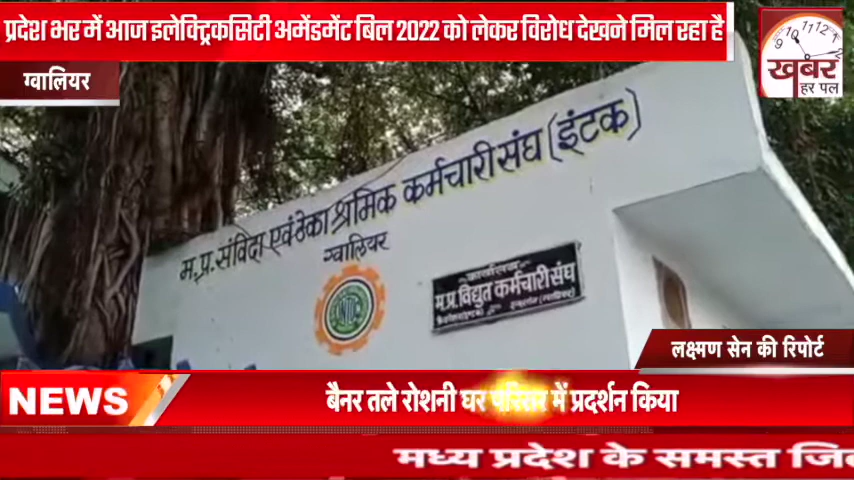 प्रदेश भर में आज इलेक्ट्रिकसिटी अमेंडमेंट बिल 2022 को लेकर विरोध देखने मिल रहा है
ग्वालियर
खबर
हर पल
म.प्र. संविदा एवं ठेका श्रमिक कर्मचारी संघ (इंटक)
ग्वालियर
कार्यालय
म.प्र. विद्युत कर्मचारी संघ
लक्ष्मण सेन की रिपोर्ट
NEWS
बैनर तले रोशनी घर परिसर में प्रदर्शन किया
मध्य प्रदेश के समस्त